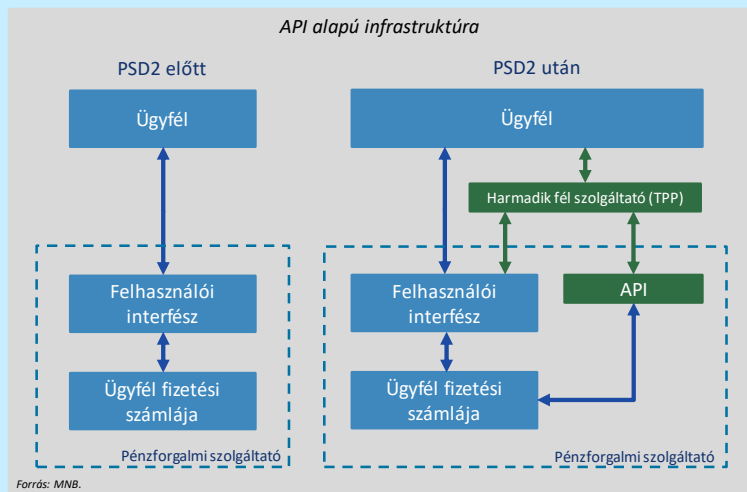 API alapú infrastruktúra
PSD2 előtt
Ügyfél
Felhasználói
interfész
Ügyfél fizetési
számlája
Pénzforgalmi szolgáltató
PSD2 után
Ügyfél
Harmadik fél szolgáltató (TPP)
Felhasználói
interfész
API
Ügyfél fizetési
számlája
Pénzforgalmi szolgáltató
Forrás: MNB.